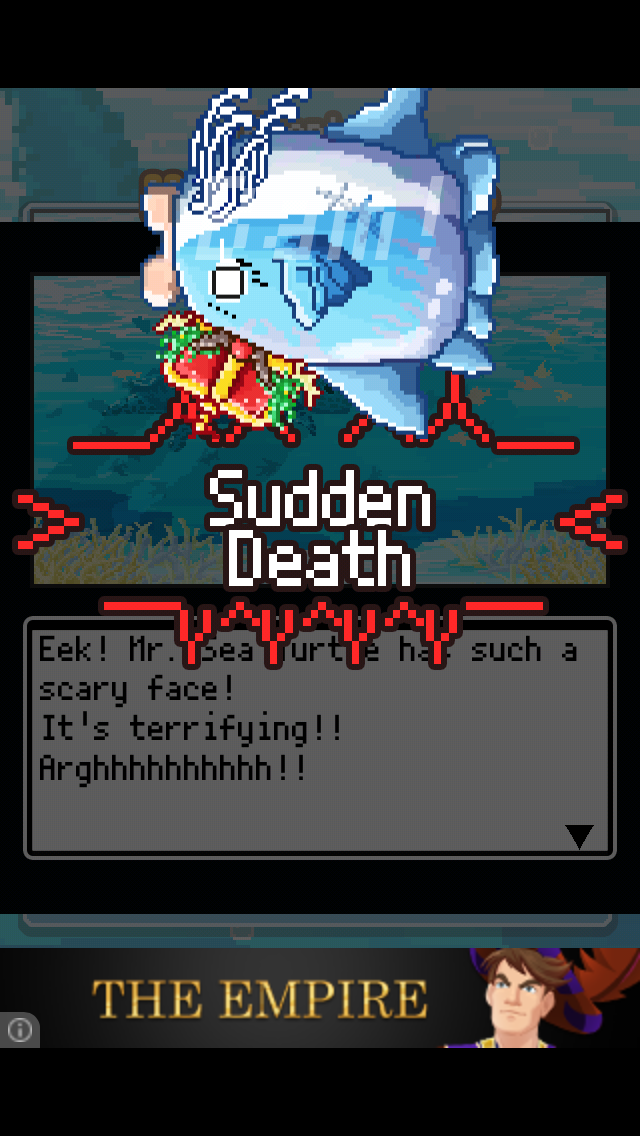 Sudden
Death
Eek! Mr. Sea Turtle has such a
scary face!
It's terrifying!!
Arghhhhhhhhhh!!
THE EMPIRE